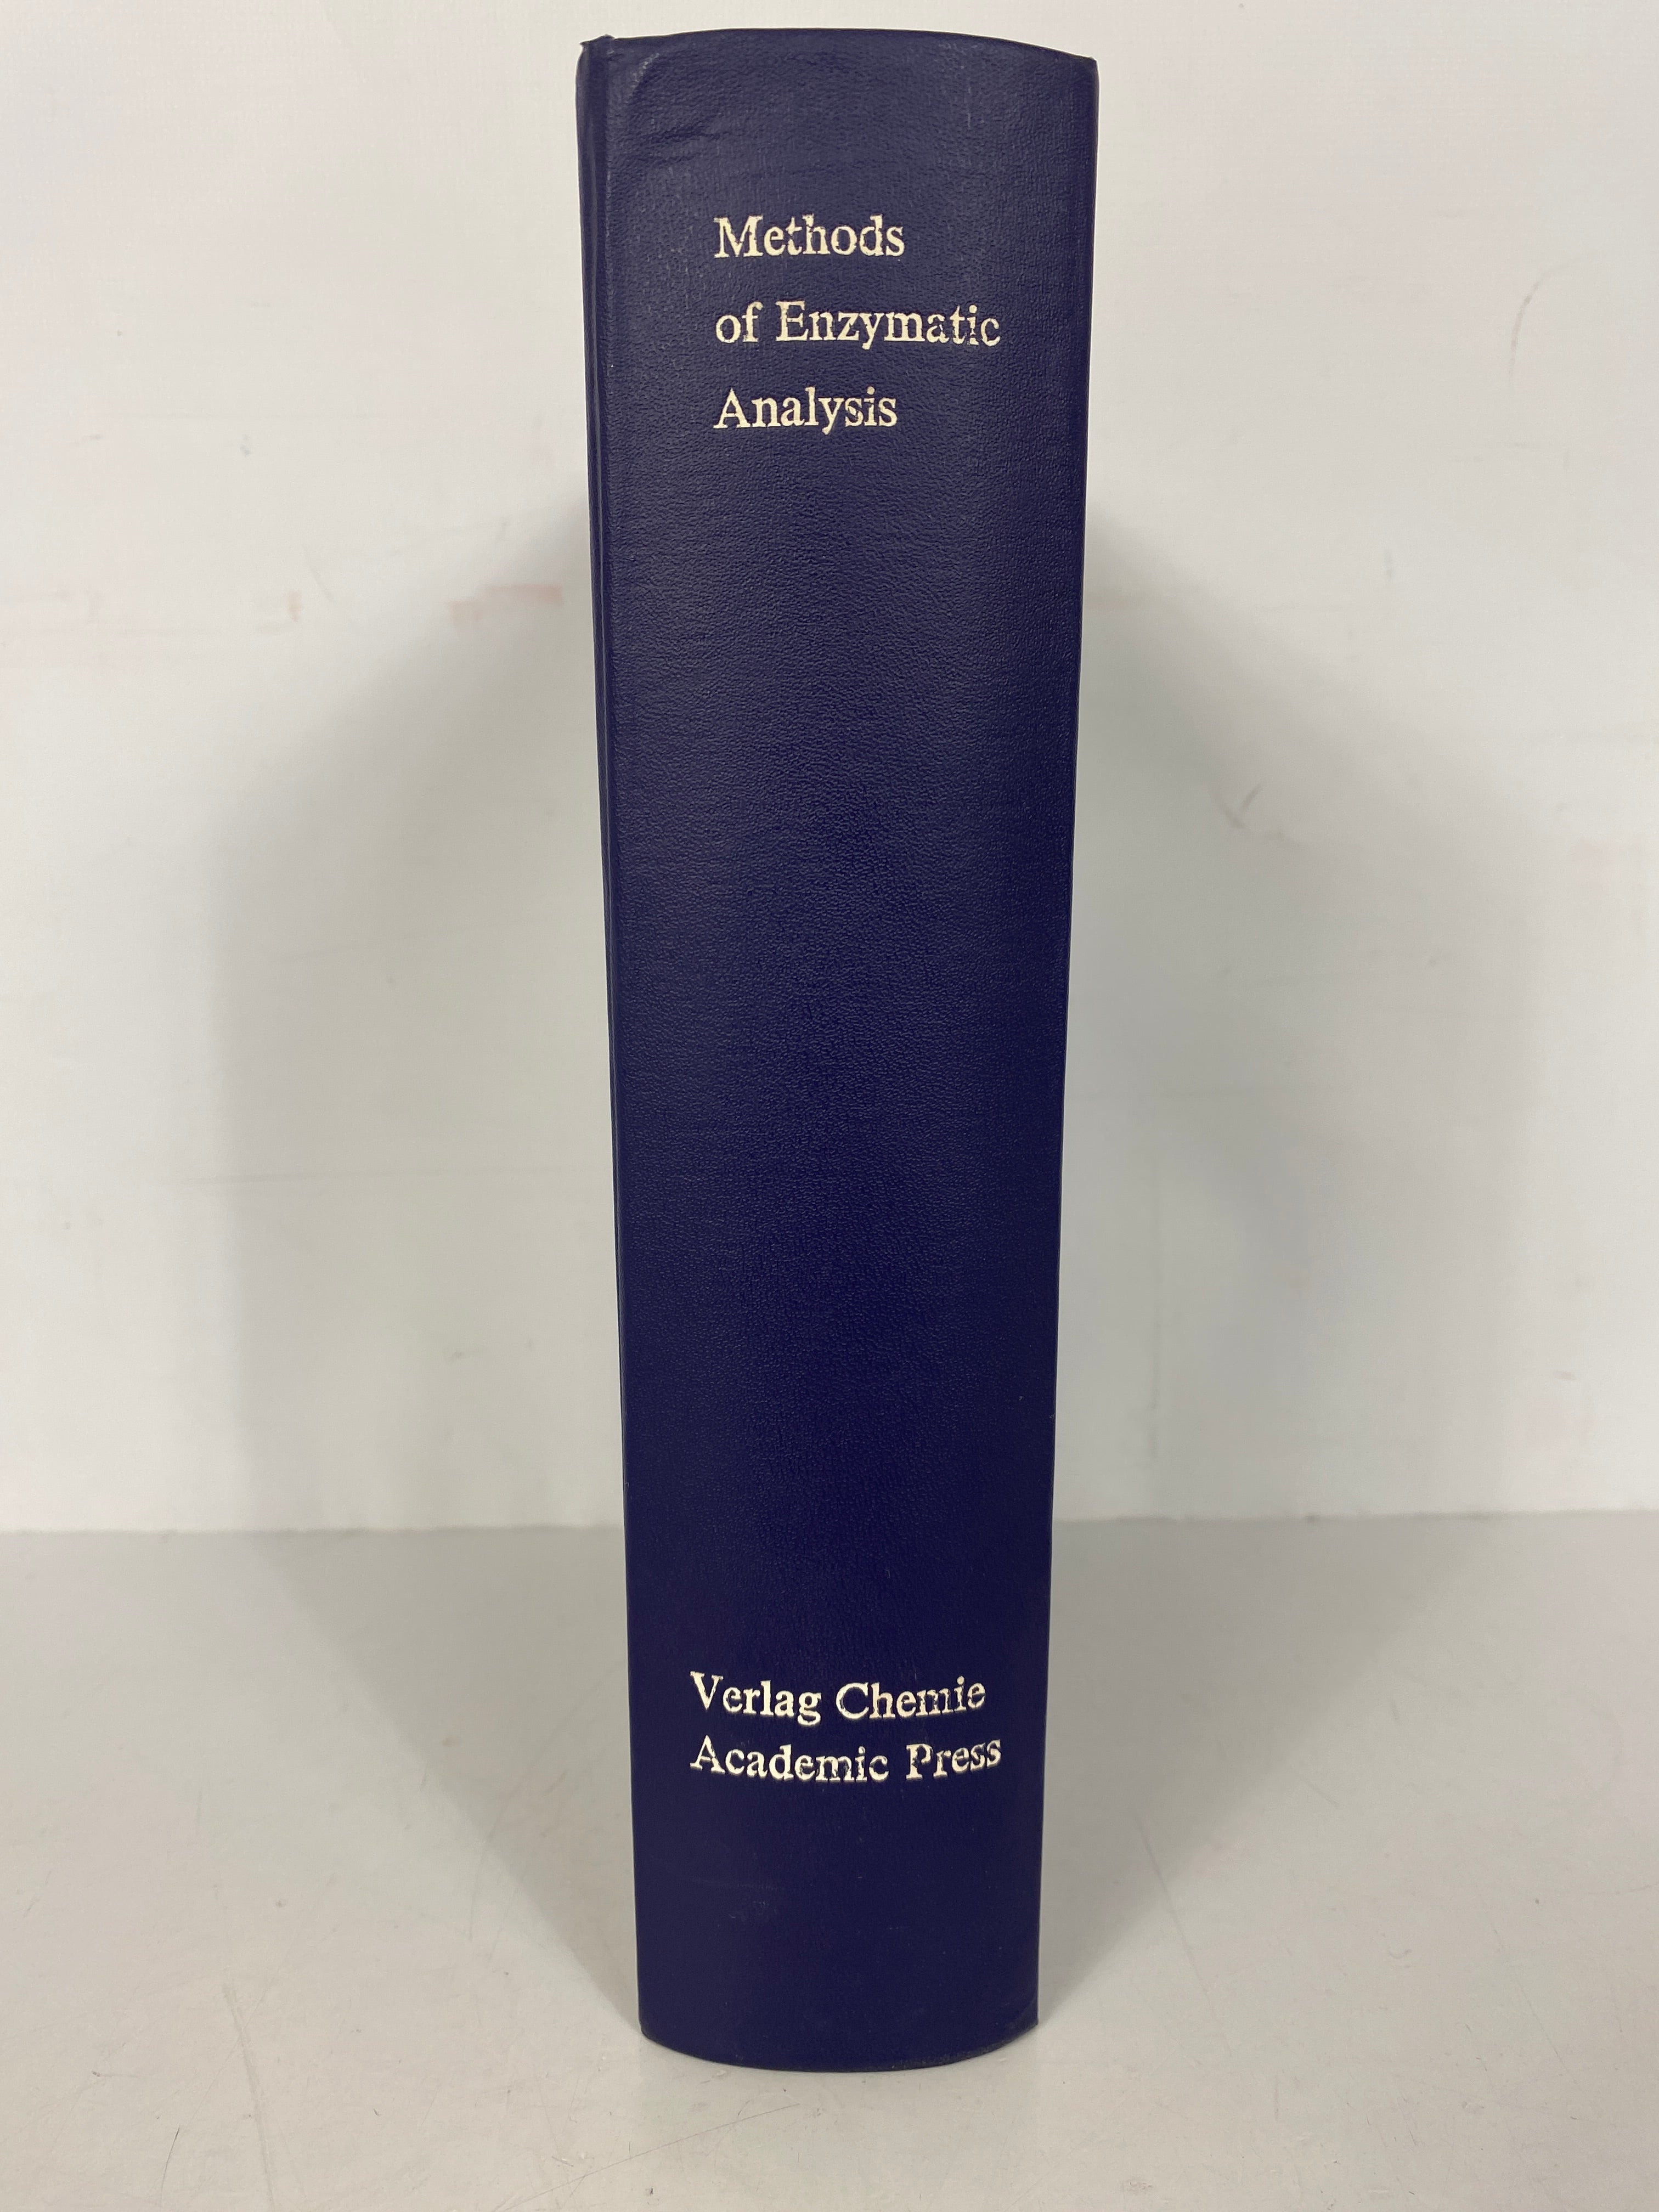 Methods
of Enzymatic
Analysis
Verlag Chemie
Academic Press